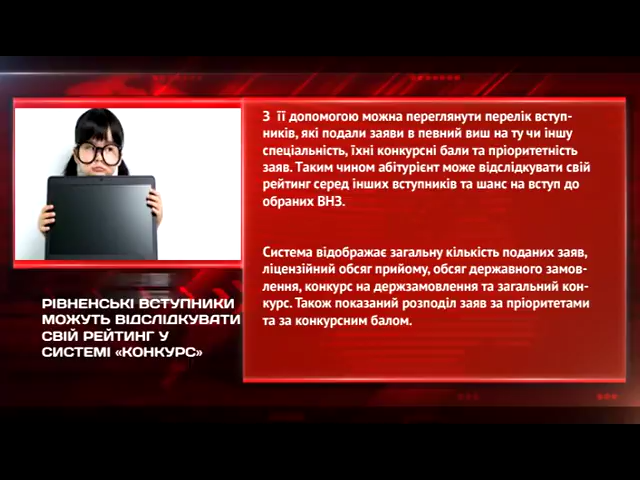 З її допомогою можна переглянути перелік вступ-
ників, які подали заяви в певний виш на ту чи іншу
спеціальність, їхні конкурсні бали та пріоритетність
заяв. Таким чином абітурієнт може відслідкувати свій
рейтинг серед інших вступників та шанс на вступ до
обраних ВНЗ.
Система відображає загальну кількість поданих заяв,
ліцензійний обсяг прийому, обсяг державного замов-
лення, конкурс на держзамовлення та загальний кон-
курс. Також показаний розподіл заяв за пріоритетами
та за конкурсним балом.
РІВНЕНСЬКІ ВСТУПНИКИ
МОЖУТЬ ВІДСЛІДКУВАТИ
СВІЙ РЕЙТИНГ У
СИСТЕМІ «КОНКУРС»